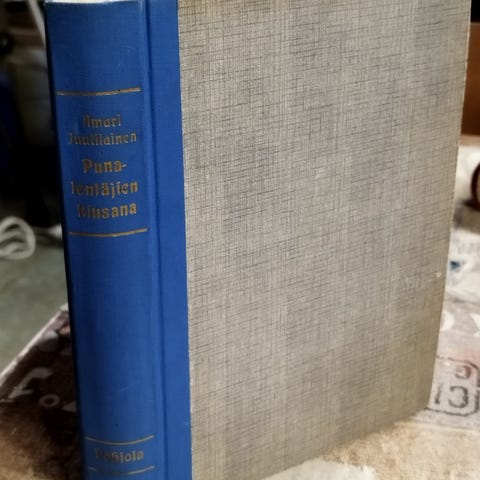 Ilmari
Juutilainen
Puna-
lentäjien
kiusana
Pohjola